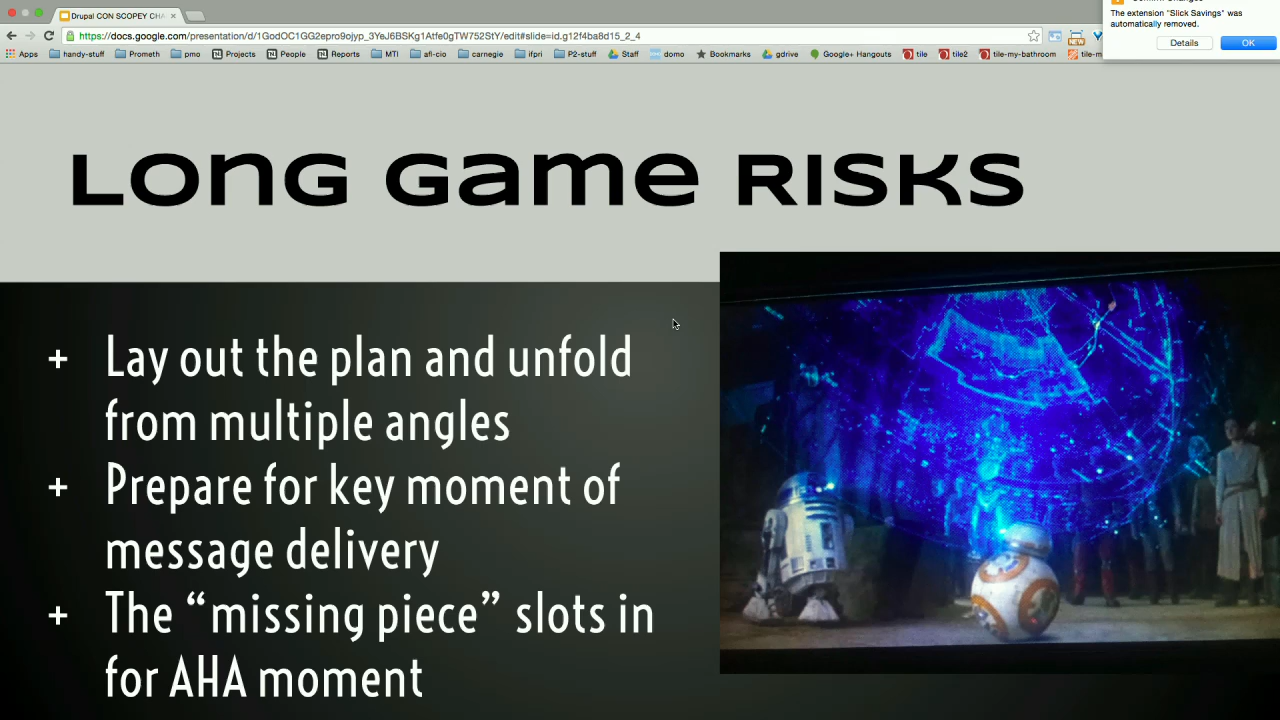 Drupal CON SCOPEY CHA
Confirm Changes
The extension "Slick Savings" was
automatically removed.
Details
OK
https://docs.google.com/presentation/d/1GodOC1GG2epro9ojyp_3YeJ6BSKg1Atfe0gTW752StY/edit#slide=id.g12f4ba8d15_2_4
NEW
Apps
handy-stuff
Prometh
pmo
Projects
People
Reports
MTI
afl-cio
carnegie
ifpri
P2-stuff
Staff
domo
Bookmarks
gdrive
Google+ Hangouts
tile
tile2
tile-my-bathroom
tile-m
LONG GAME RISKS
+ Lay out the plan and unfold
from multiple angles
+ Prepare for key moment of
message delivery
+ The “missing piece” slots in
for AHA moment